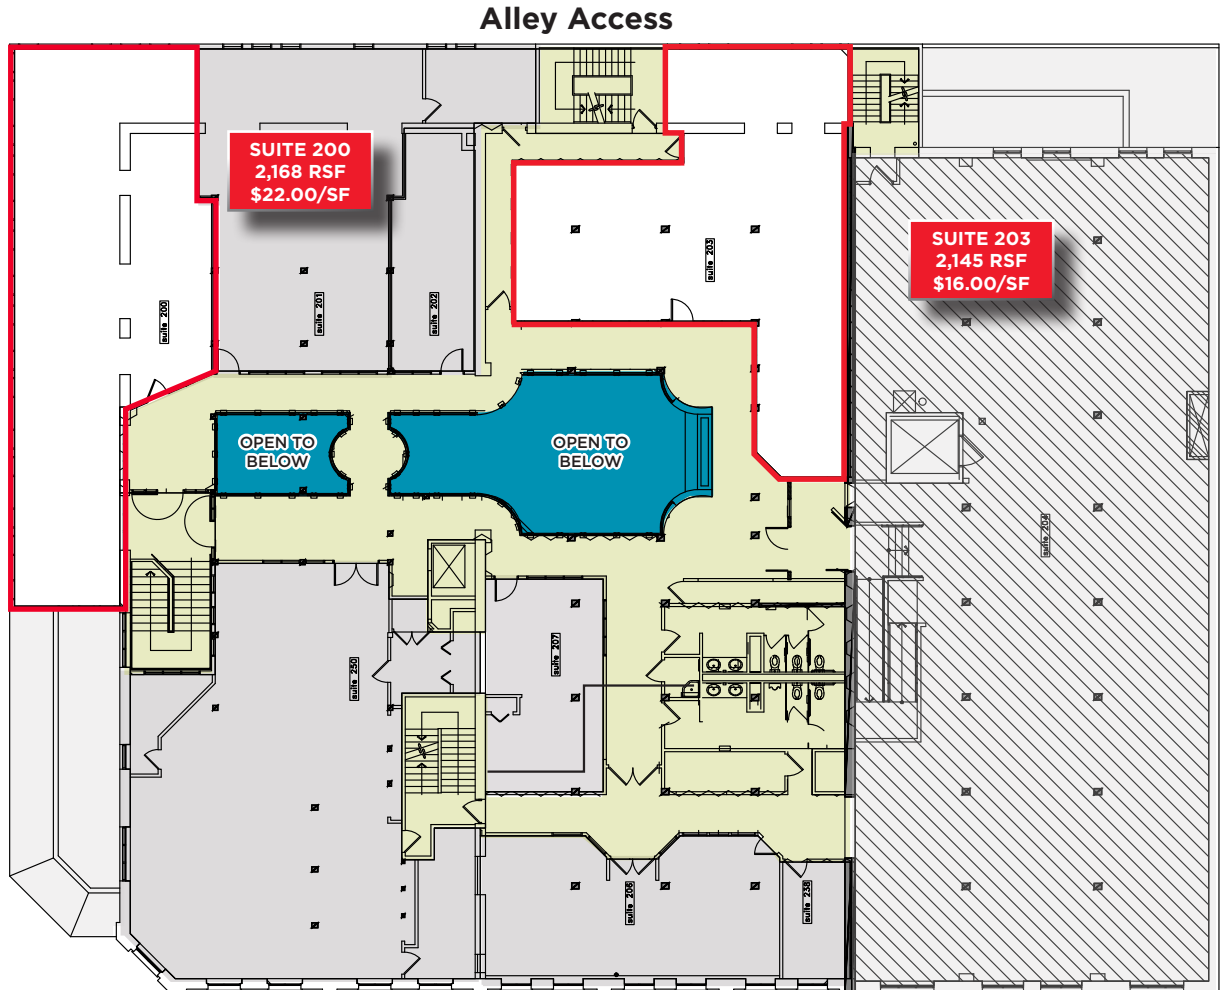 Alley Access
SUITE 200
2,168 RSF
$22.00/SF
SUITE 203
2,145 RSF
$16.00/SF
suite 200
suite 201
suite 202
suite 203
OPEN TO
BELOW
OPEN TO
BELOW
suite 204
suite 250
suite 207
suite 206
suite 238